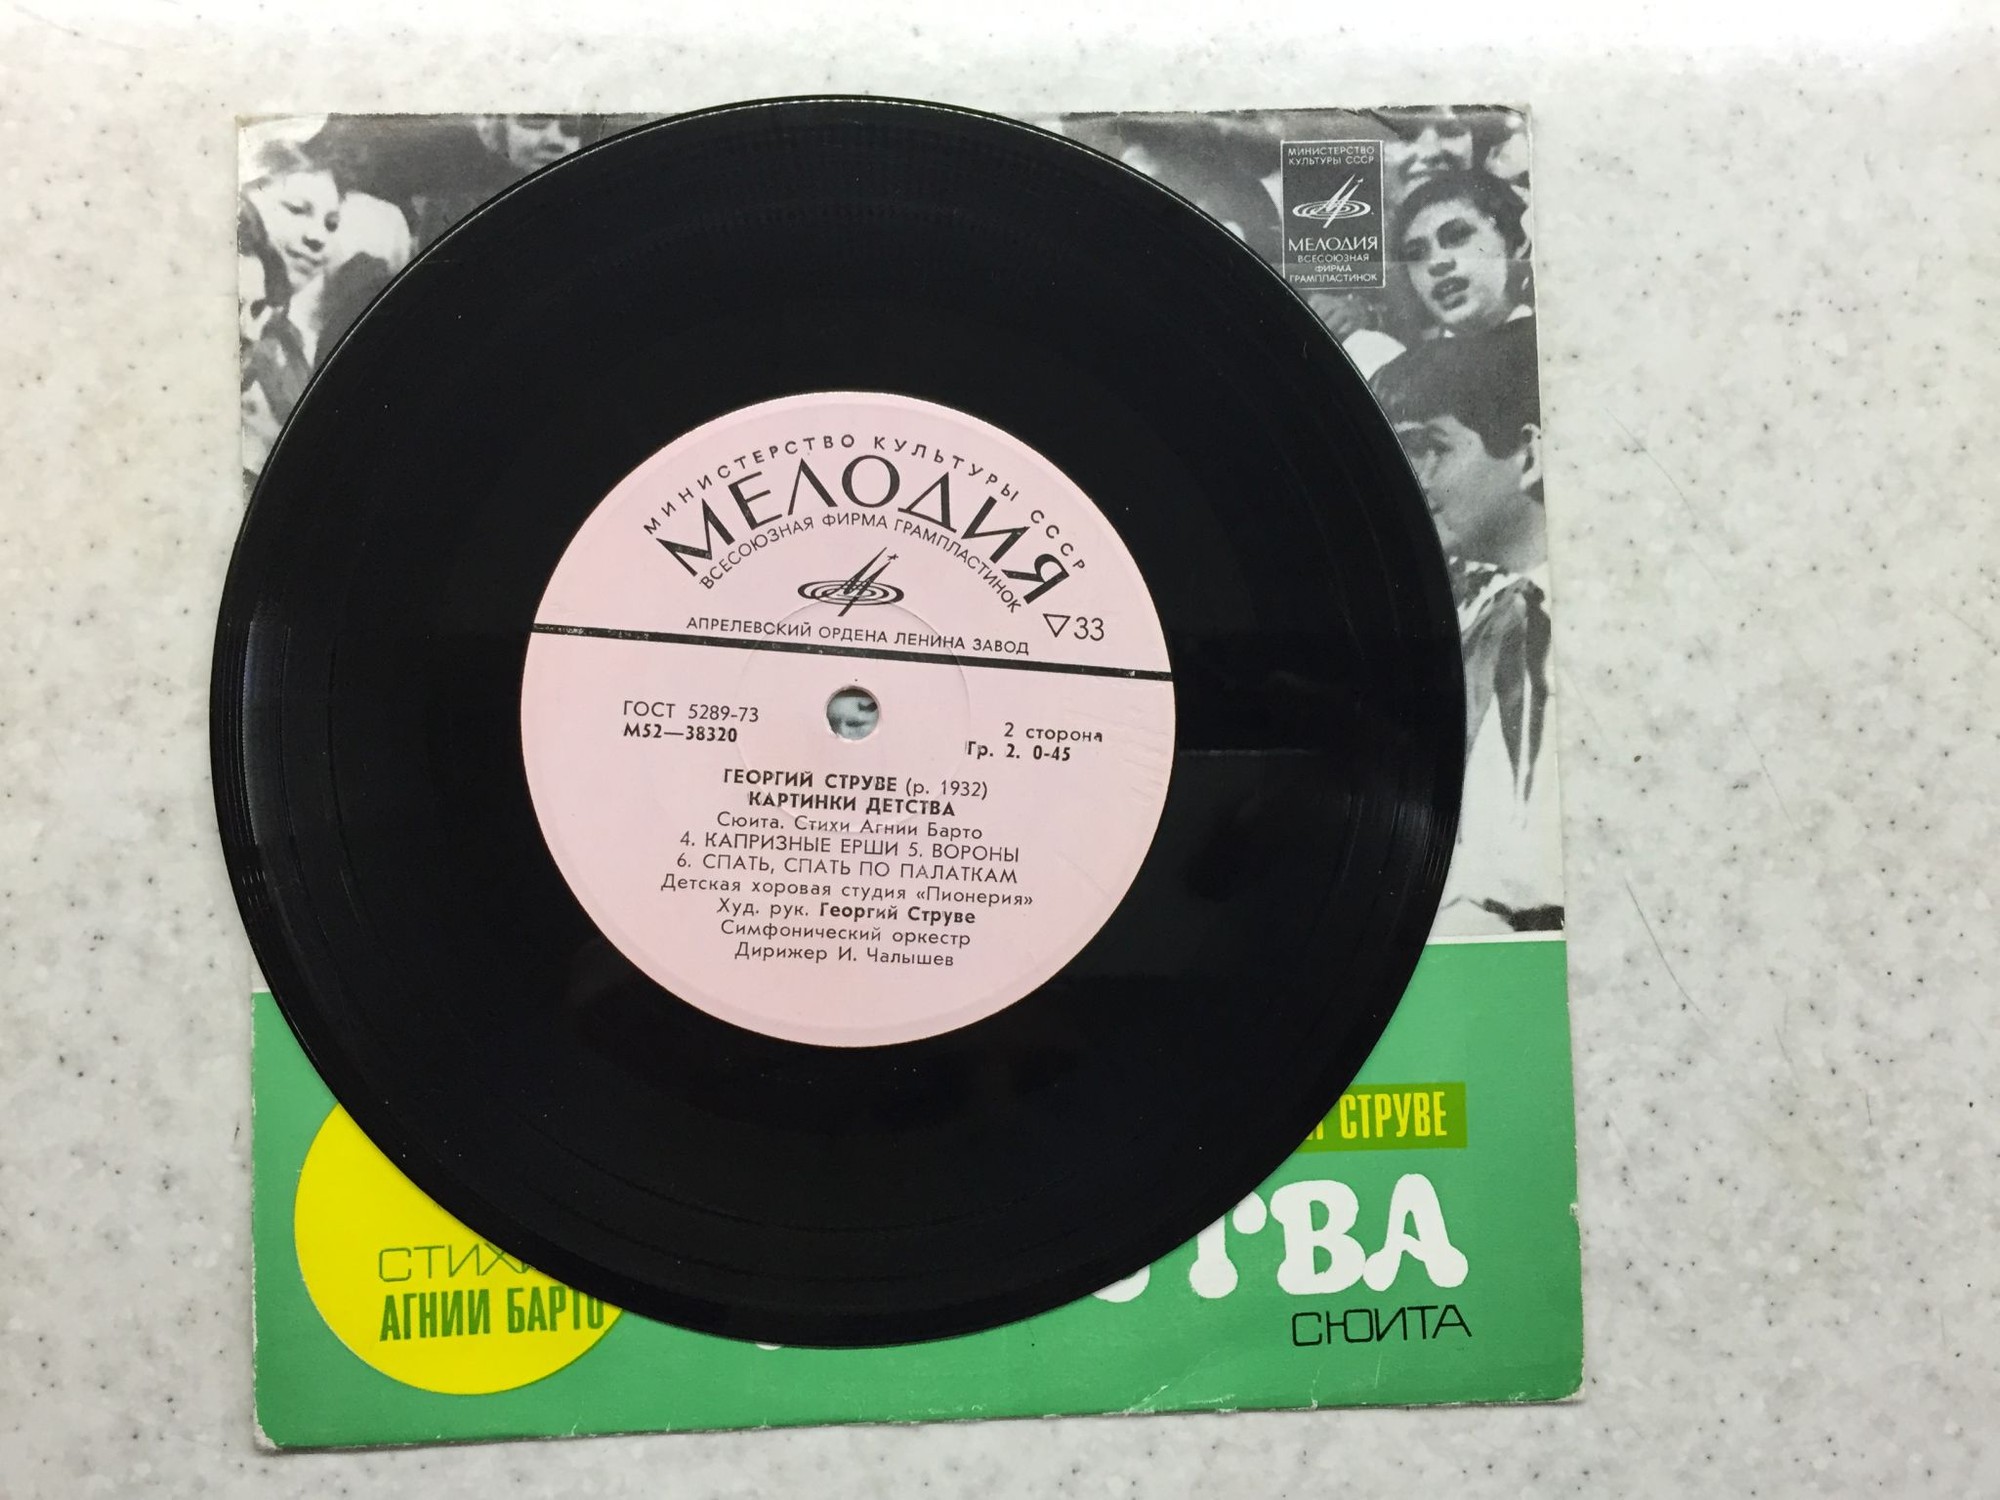 МИНИСТЕРСТВО
КУЛЬТУРЫ СССР
МЕЛОДИЯ
ВСЕСОЮЗНАЯ
ФИРМА
ГРАМПЛАСТИНОК
МИНИСТЕРСТВО КУЛЬТУРЫ СССР
МЕЛОДИЯ
ВСЕСОЮЗНАЯ ФИРМА ГРАМПЛАСТИНОК
АПРЕЛЕВСКИЙ ОРДЕНА ЛЕНИНА ЗАВОД
▽33
ГОСТ 5289-73
М52—38320
2 сторона
Гр. 2. 0-45
ГЕОРГИЙ СТРУВЕ (р. 1932)
КАРТИНКИ ДЕТСТВА
Сюита. Стихи Агнии Барто
4. КАПРИЗНЫЕ ЕРШИ 5. ВОРОНЫ
6. СПАТЬ, СПАТЬ ПО ПАЛАТКАМ
Детская хоровая студия «Пионерия»
Худ. рук. Георгий Струве
Симфонический оркестр
Дирижер И. Чалышев
СТРУВЕ
ТВА
СЮИТА
СТИХИ
АГНИИ БАРТО